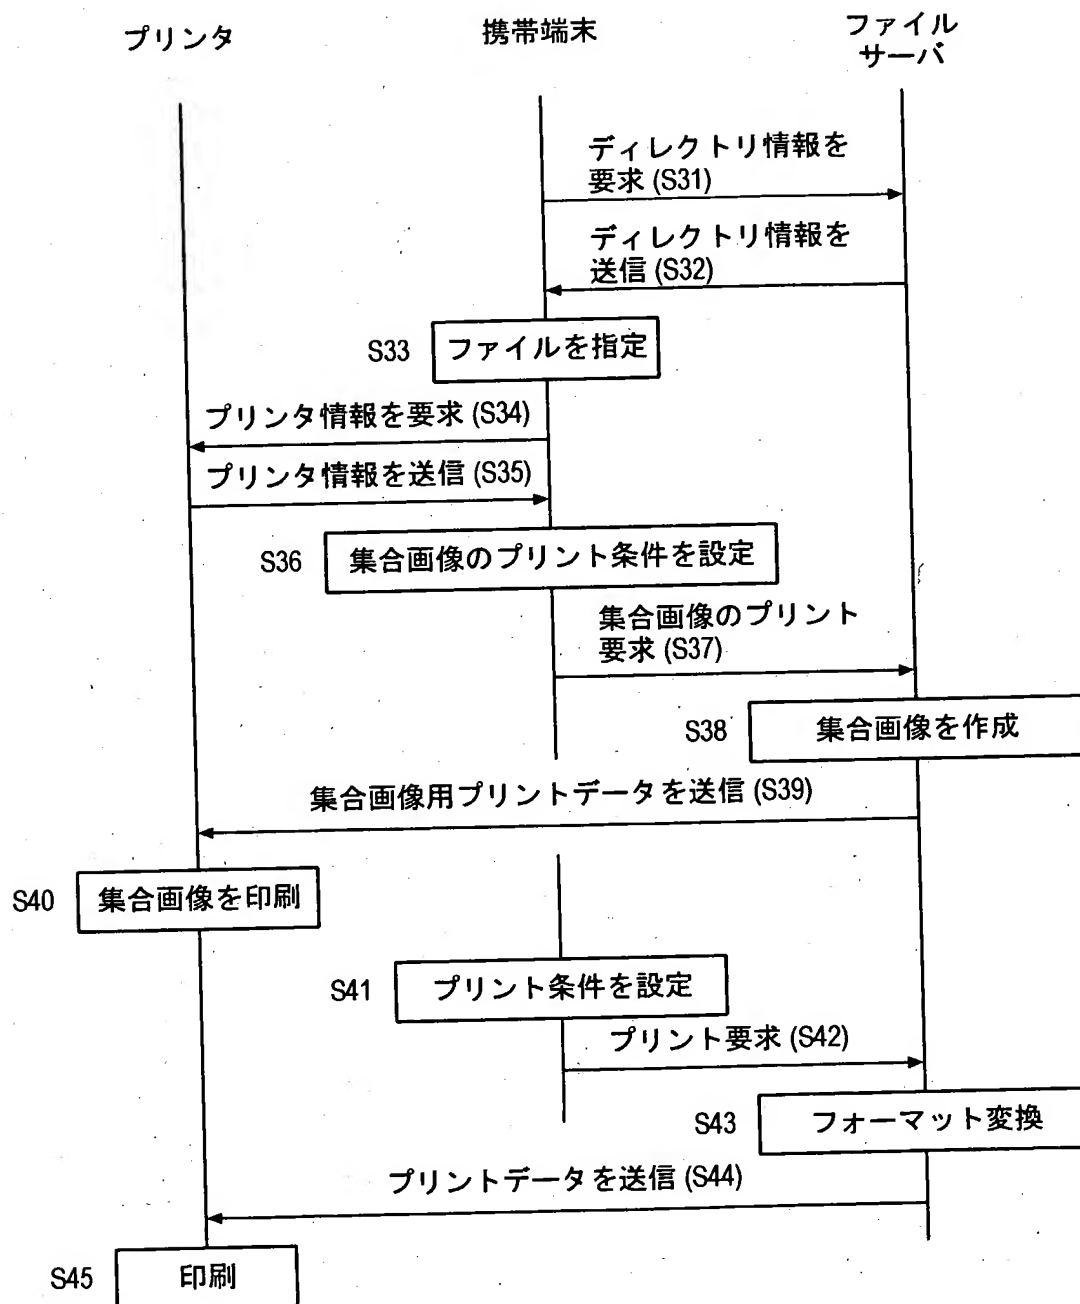 プリンタ
携帯端末
ファイル
サーバ
ディレクトリ情報を
要求 (S31)
ディレクトリ情報を
送信 (S32)
S33
ファイルを指定
プリンタ情報を要求 (S34)
プリンタ情報を送信 (S35)
S36
集合画像のプリント条件を設定
集合画像のプリント
要求 (S37)
S38
集合画像を作成
集合画像用プリントデータを送信 (S39)
S40
集合画像を印刷
S41
プリント条件を設定
プリント要求 (S42)
S43
フォーマット変換
プリントデータを送信 (S44)
S45
印刷